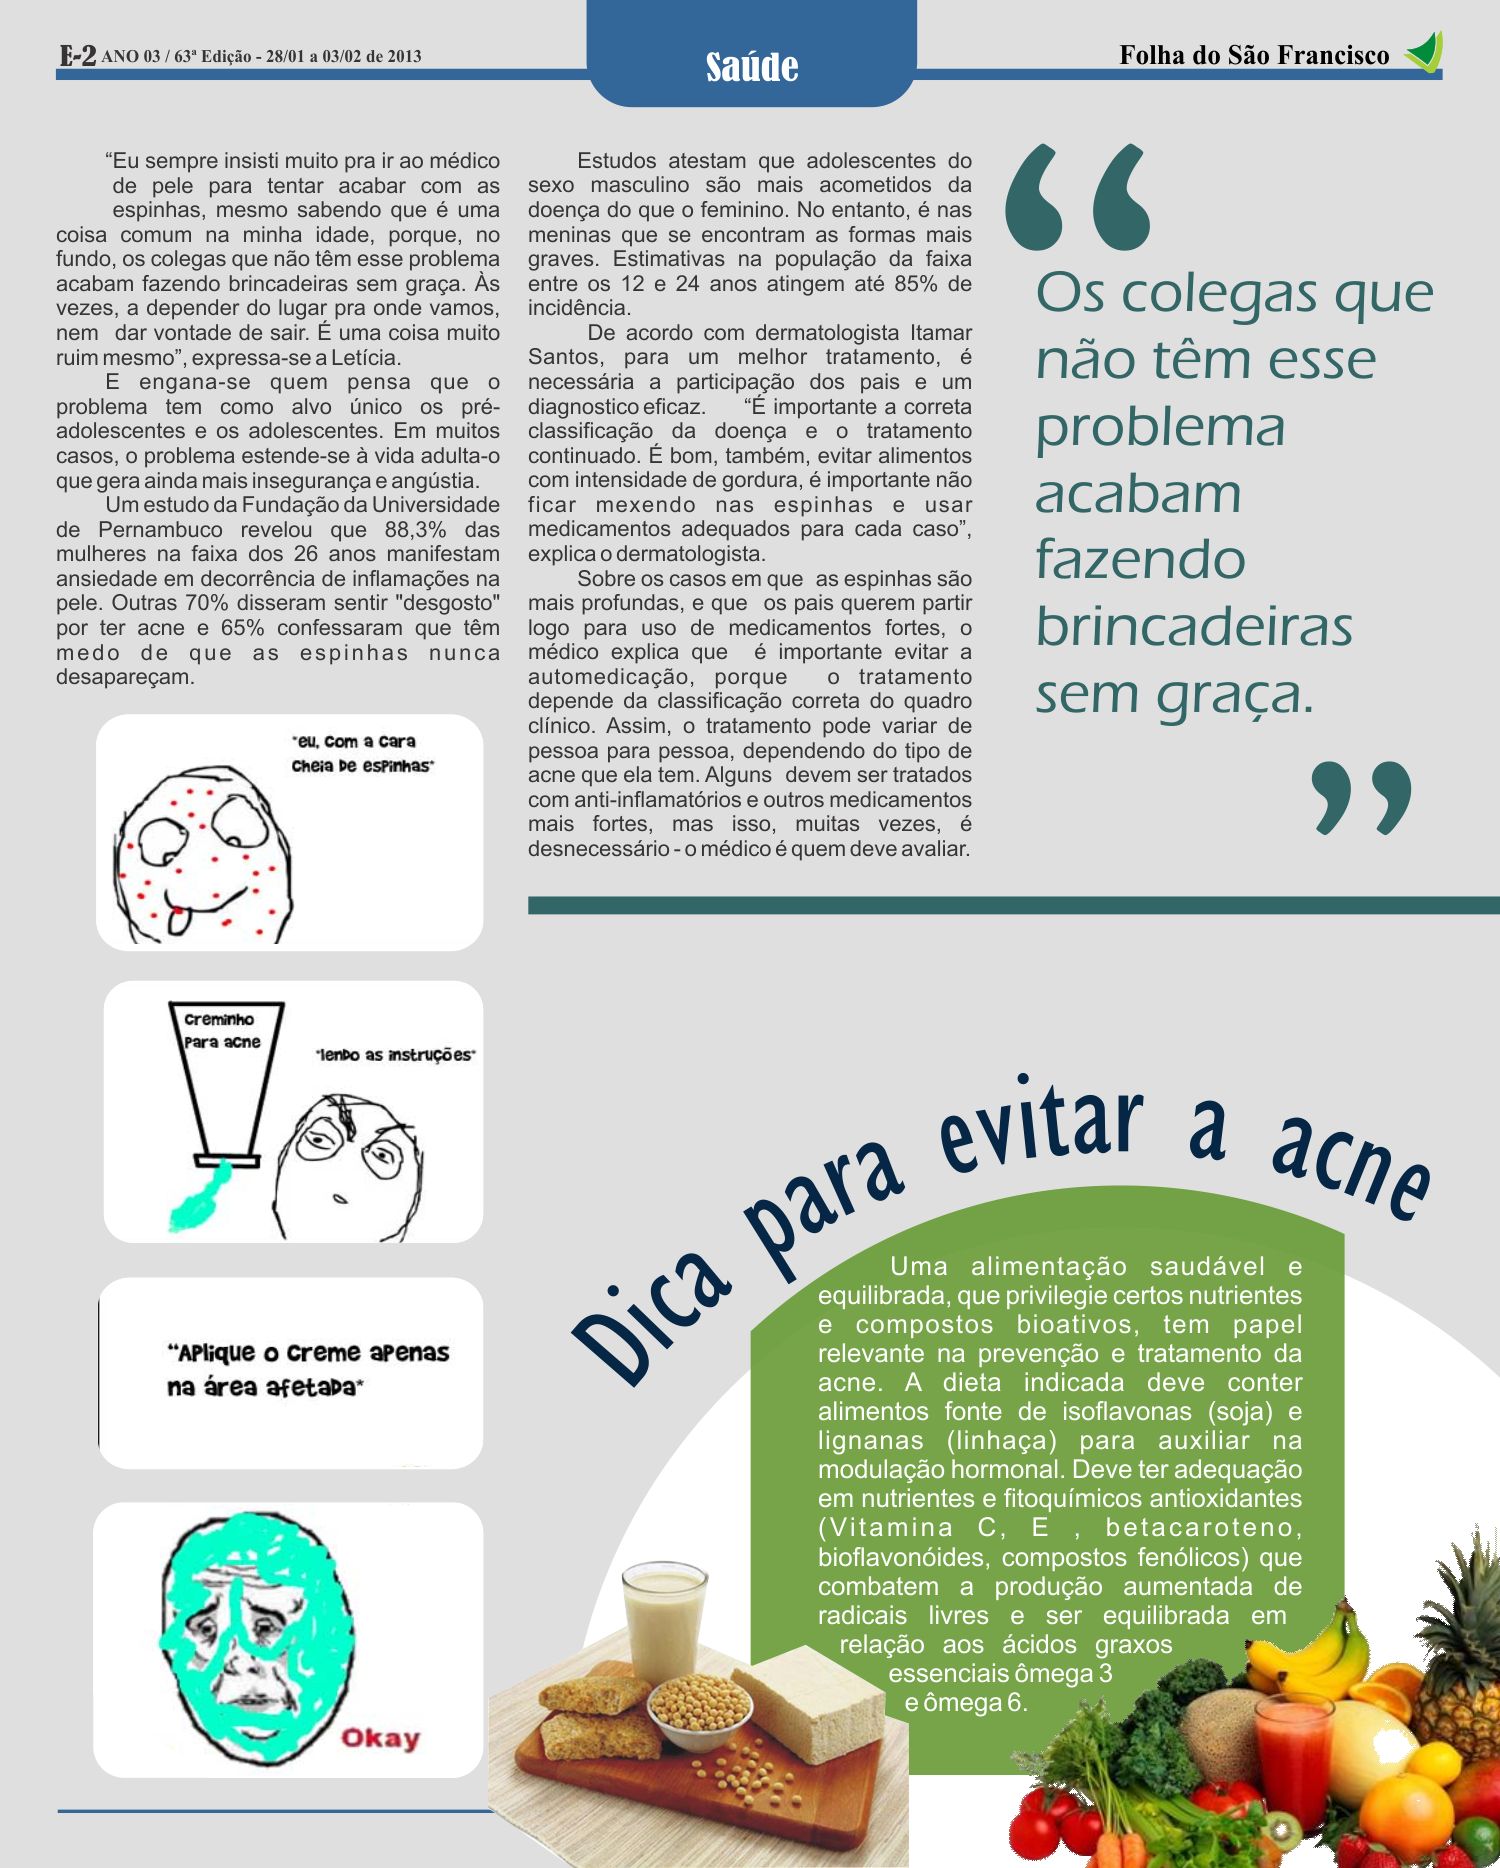 E-2 ANO 03 / 63ª Edição - 28/01 a 03/02 de 2013
Saúde
Folha do São Francisco
“Eu sempre insisti muito pra ir ao médico
de pele para tentar acabar com as
espinhas, mesmo sabendo que é uma
coisa comum na minha idade, porque, no
fundo, os colegas que não têm esse problema
acabam fazendo brincadeiras sem graça. Às
vezes, a depender do lugar pra onde vamos,
nem dar vontade de sair. É uma coisa muito
ruim mesmo”, expressa-se a Letícia.
E engana-se quem pensa que o
problema tem como alvo único os pré-
adolescentes e os adolescentes. Em muitos
casos, o problema estende-se à vida adulta-o
que gera ainda mais insegurança e angústia.
Um estudo da Fundação da Universidade
de Pernambuco revelou que 88,3% das
mulheres na faixa dos 26 anos manifestam
ansiedade em decorrência de inflamações na
pele. Outras 70% disseram sentir "desgosto"
por ter acne e 65% confessaram que têm
medo de que as espinhas nunca
desapareçam.
*eu, com a cara
cheia de espinhas*
creminho
para acne
*lendo as instruções*
“Aplique o creme apenas
na área afetada*
Okay
Estudos atestam que adolescentes do
sexo masculino são mais acometidos da
doença do que o feminino. No entanto, é nas
meninas que se encontram as formas mais
graves. Estimativas na população da faixa
entre os 12 e 24 anos atingem até 85% de
incidência.
De acordo com dermatologista Itamar
Santos, para um melhor tratamento, é
necessária a participação dos pais e um
diagnostico eficaz. “É importante a correta
classificação da doença e o tratamento
continuado. É bom, também, evitar alimentos
com intensidade de gordura, é importante não
ficar mexendo nas espinhas e usar
medicamentos adequados para cada caso”,
explica o dermatologista.
Sobre os casos em que as espinhas são
mais profundas, e que os pais querem partir
logo para uso de medicamentos fortes, o
médico explica que é importante evitar a
automedicação, porque o tratamento
depende da classificação correta do quadro
clínico. Assim, o tratamento pode variar de
pessoa para pessoa, dependendo do tipo de
acne que ela tem. Alguns devem ser tratados
com anti-inflamatórios e outros medicamentos
mais fortes, mas isso, muitas vezes, é
desnecessário - o médico é quem deve avaliar.
“
Os colegas que
não têm esse
problema
acabam
fazendo
brincadeiras
sem graça.
”
Dica para evitar a acne
Uma alimentação saudável e
equilibrada, que privilegie certos nutrientes
e compostos bioativos, tem papel
relevante na prevenção e tratamento da
acne. A dieta indicada deve conter
alimentos fonte de isoflavonas (soja) e
lignanas (linhaça) para auxiliar na
modulação hormonal. Deve ter adequação
em nutrientes e fitoquímicos antioxidantes
(Vitamina C, E , betacaroteno,
bioflavonóides, compostos fenólicos) que
combatem a produção aumentada de
radicais livres e ser equilibrada em
relação aos ácidos graxos
essenciais ômega 3
e ômega 6.